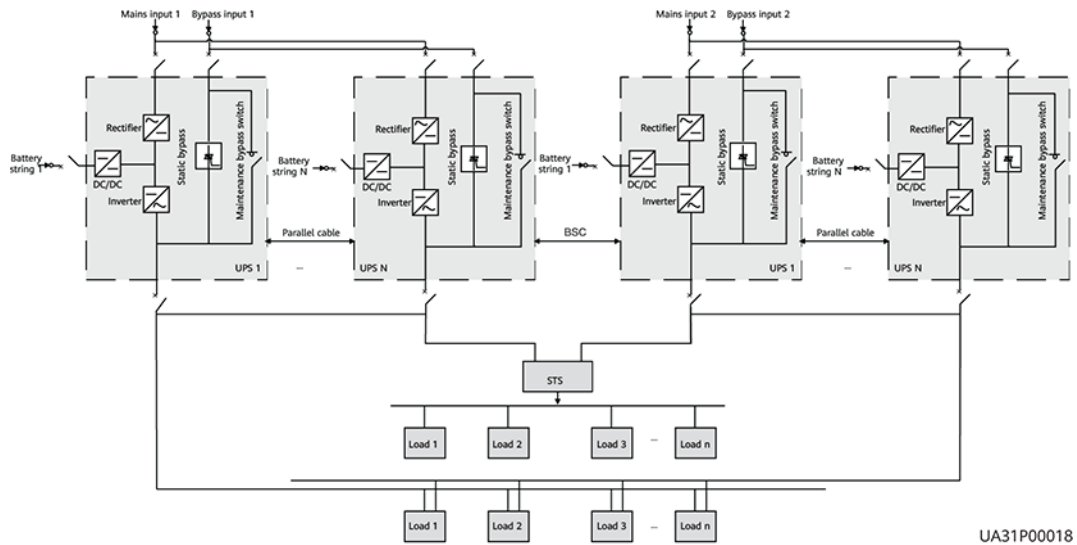 Mains input 1
Bypass input 1
Mains input 2
Bypass input 2
Rectifier
Static bypass
Maintenance bypass switch
Battery
string 1
DC/DC
Inverter
UPS 1
Parallel cable
...
Rectifier
Static bypass
Maintenance bypass switch
Battery
string N
DC/DC
Inverter
UPS N
BSC
Rectifier
Static bypass
Maintenance bypass switch
Battery
string 1
DC/DC
Inverter
UPS 1
Parallel cable
...
Rectifier
Static bypass
Maintenance bypass switch
Battery
string N
DC/DC
Inverter
UPS N
STS
Load 1
Load 2
Load 3
...
Load n
Load 1
Load 2
Load 3
...
Load n
UA31P00018